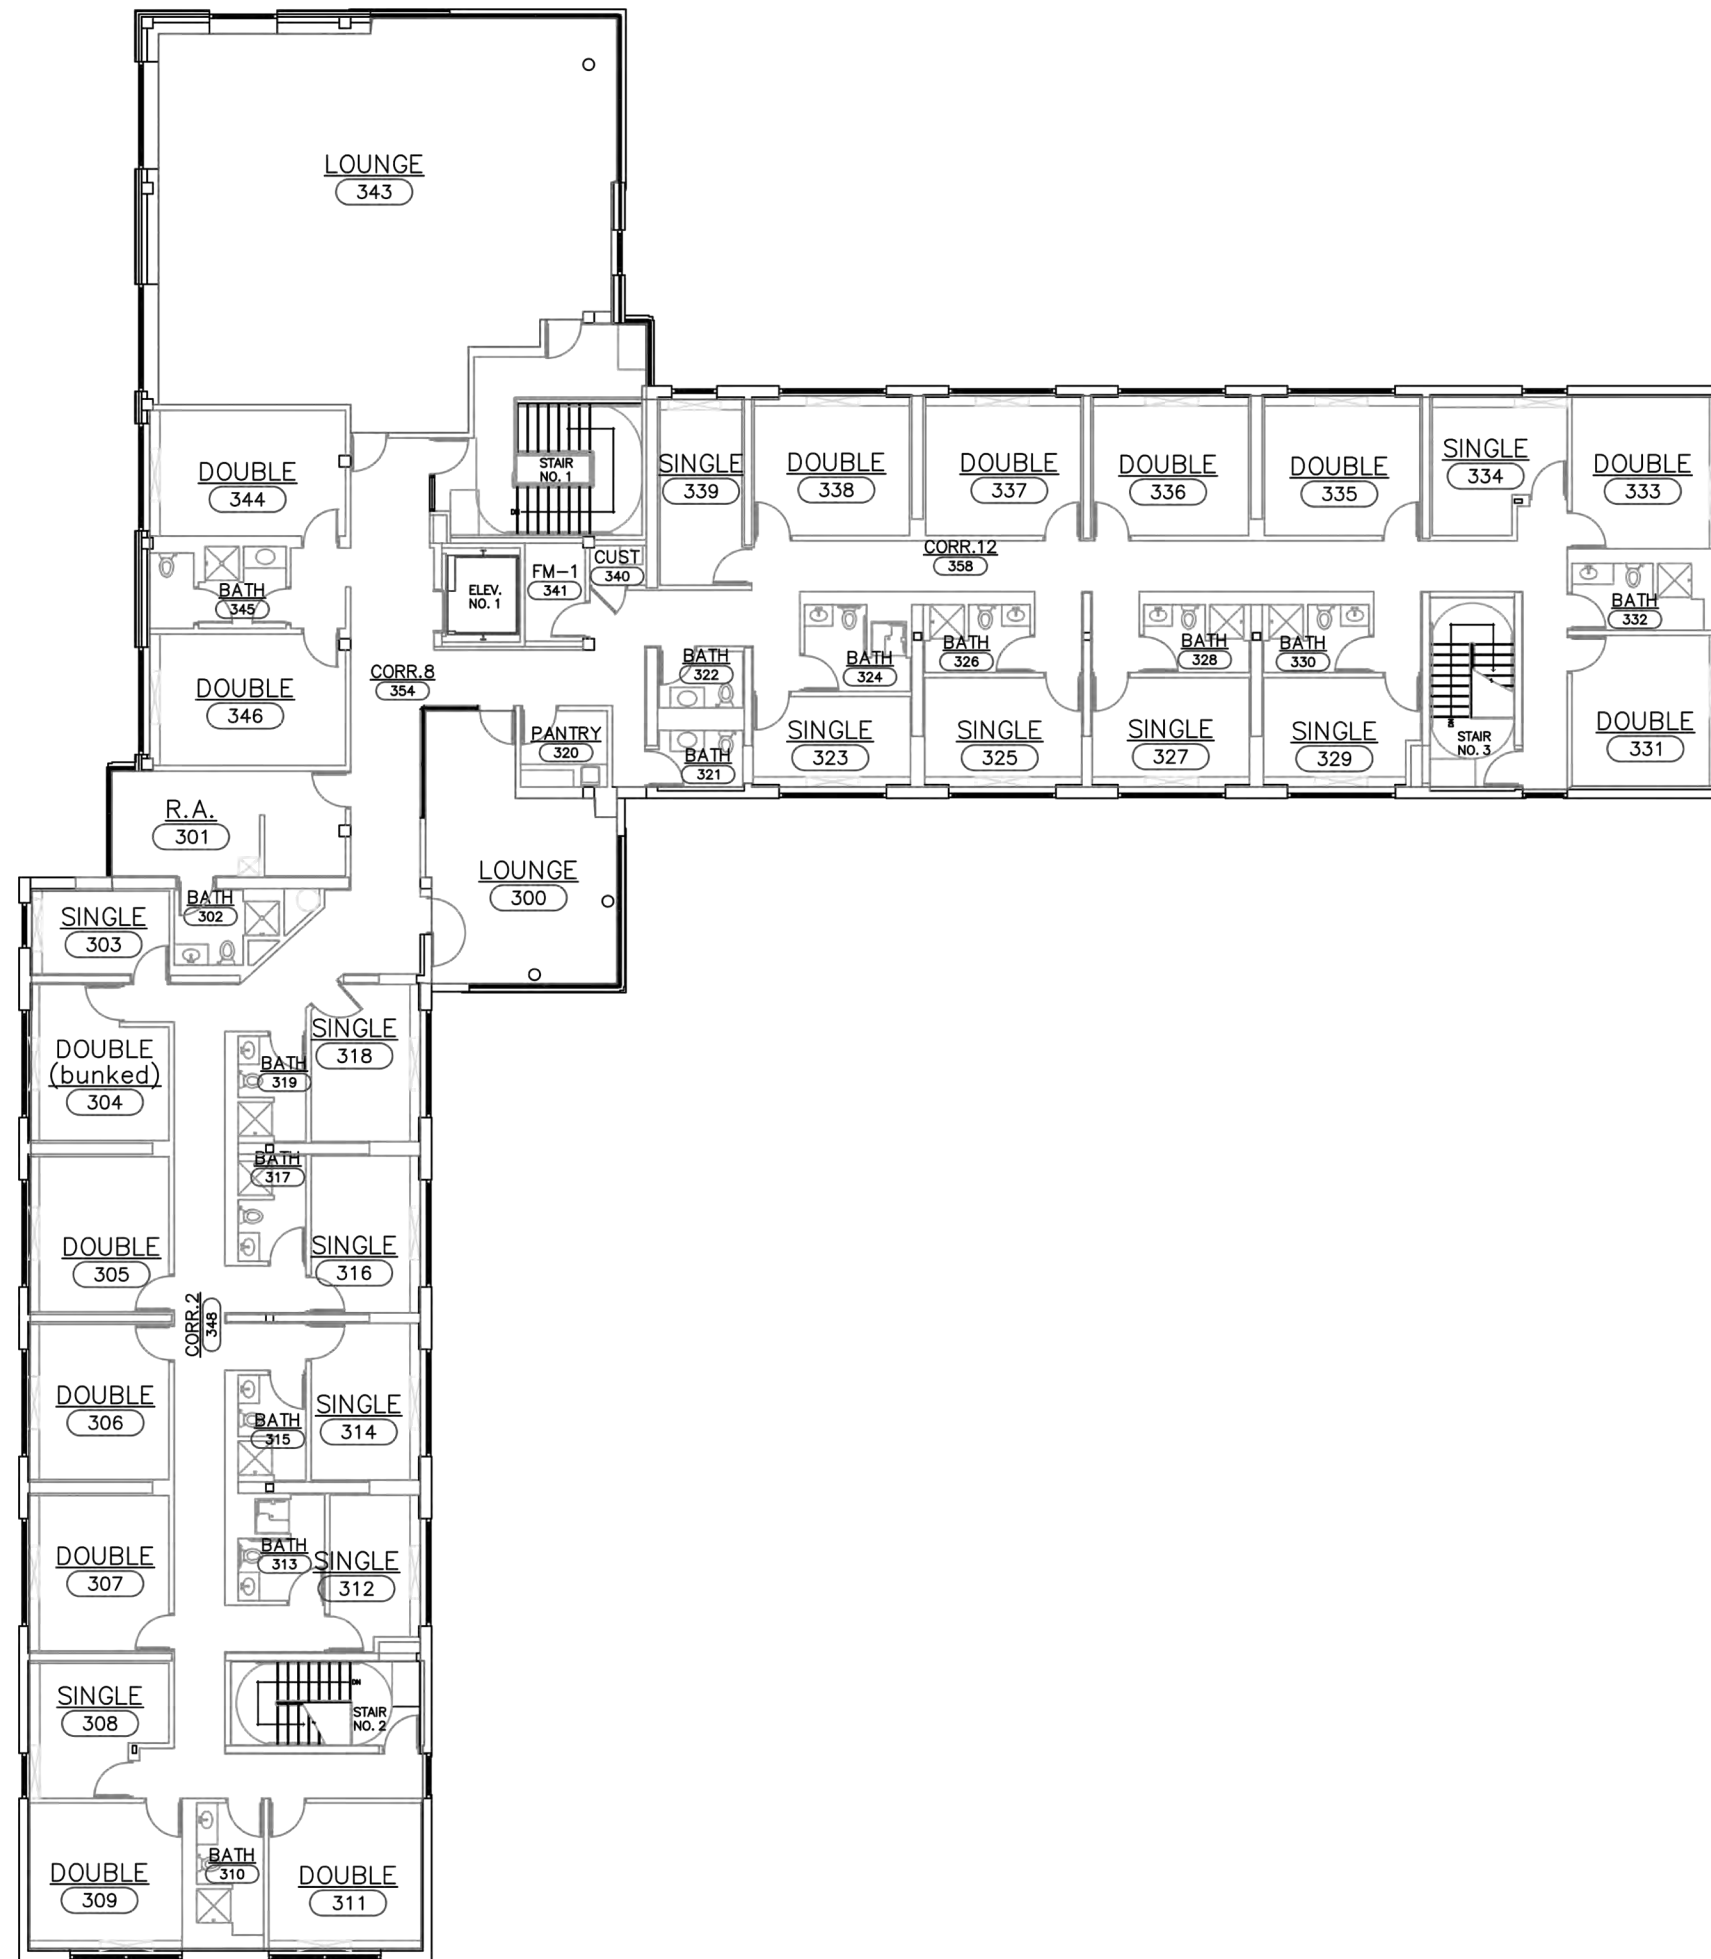 LOUNGE
343
DOUBLE
344
BATH
345
DOUBLE
346
STAIR
NO. 1
DN
ELEV.
NO. 1
FM-1
341
CUST
340
CORR.8
354
SINGLE
339
DOUBLE
338
DOUBLE
337
DOUBLE
336
DOUBLE
335
SINGLE
334
DOUBLE
333
CORR.12
358
BATH
322
BATH
321
BATH
324
BATH
326
BATH
328
BATH
330
BATH
332
SINGLE
323
SINGLE
325
SINGLE
327
SINGLE
329
DN
STAIR
NO. 3
DOUBLE
331
PANTRY
320
R.A.
301
LOUNGE
300
BATH
302
SINGLE
303
DOUBLE
(bunked)
304
BATH
319
SINGLE
318
BATH
317
DOUBLE
305
SINGLE
316
CORR.2
348
DOUBLE
306
BATH
315
SINGLE
314
DOUBLE
307
BATH
313
SINGLE
312
SINGLE
308
DN
STAIR
NO. 2
DOUBLE
309
BATH
310
DOUBLE
311